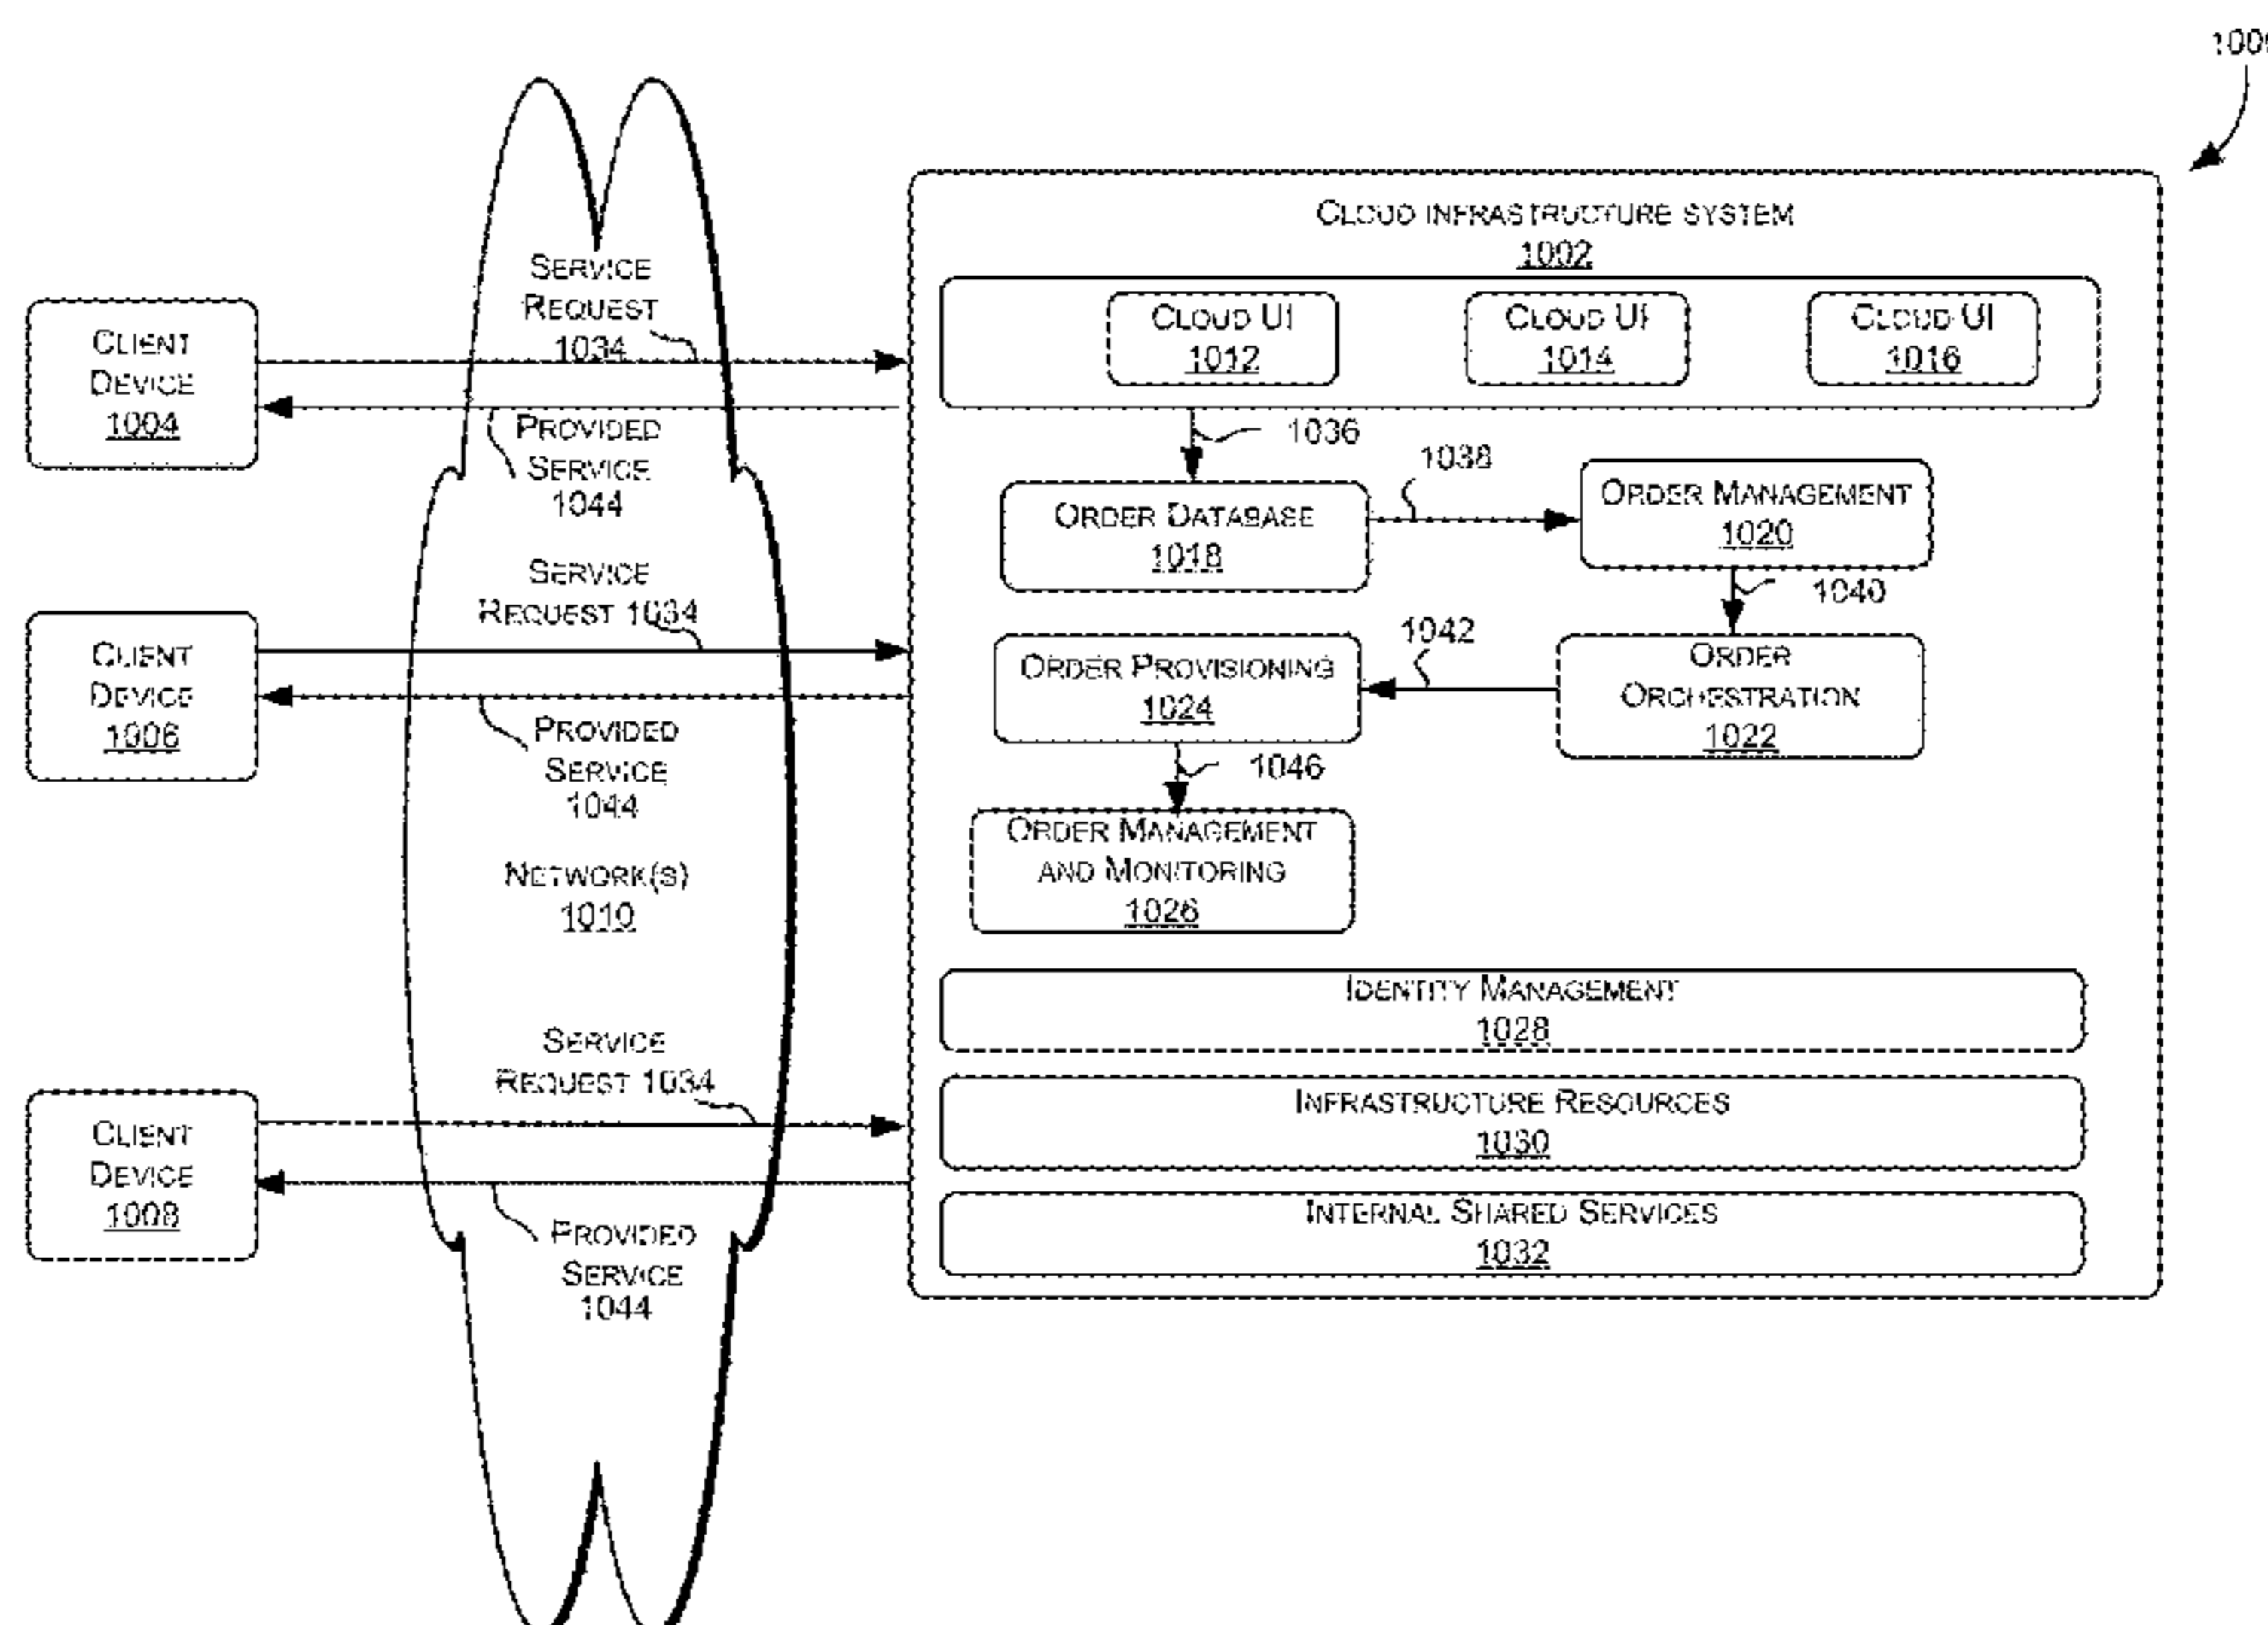 100
CLOUD INFRASTRUCTURE SYSTEM
1002
CLOUD UI
1012
CLOUD UI
1014
CLOUD UI
1016
SERVICE
REQUEST
1034
CLIENT
DEVICE
1004
PROVIDED
SERVICE
1044
1036
1038
ORDER DATABASE
1018
ORDER MANAGEMENT
1020
1040
SERVICE
REQUEST 1034
CLIENT
DEVICE
1006
PROVIDED
SERVICE
1044
1042
ORDER PROVISIONING
1024
ORDER
ORCHESTRATION
1022
1046
ORDER MANAGEMENT
AND MONITORING
1026
NETWORK(S)
1010
IDENTITY MANAGEMENT
1028
SERVICE
REQUEST 1034
CLIENT
DEVICE
1008
PROVIDED
SERVICE
1044
INFRASTRUCTURE RESOURCES
1030
INTERNAL SHARED SERVICES
1032